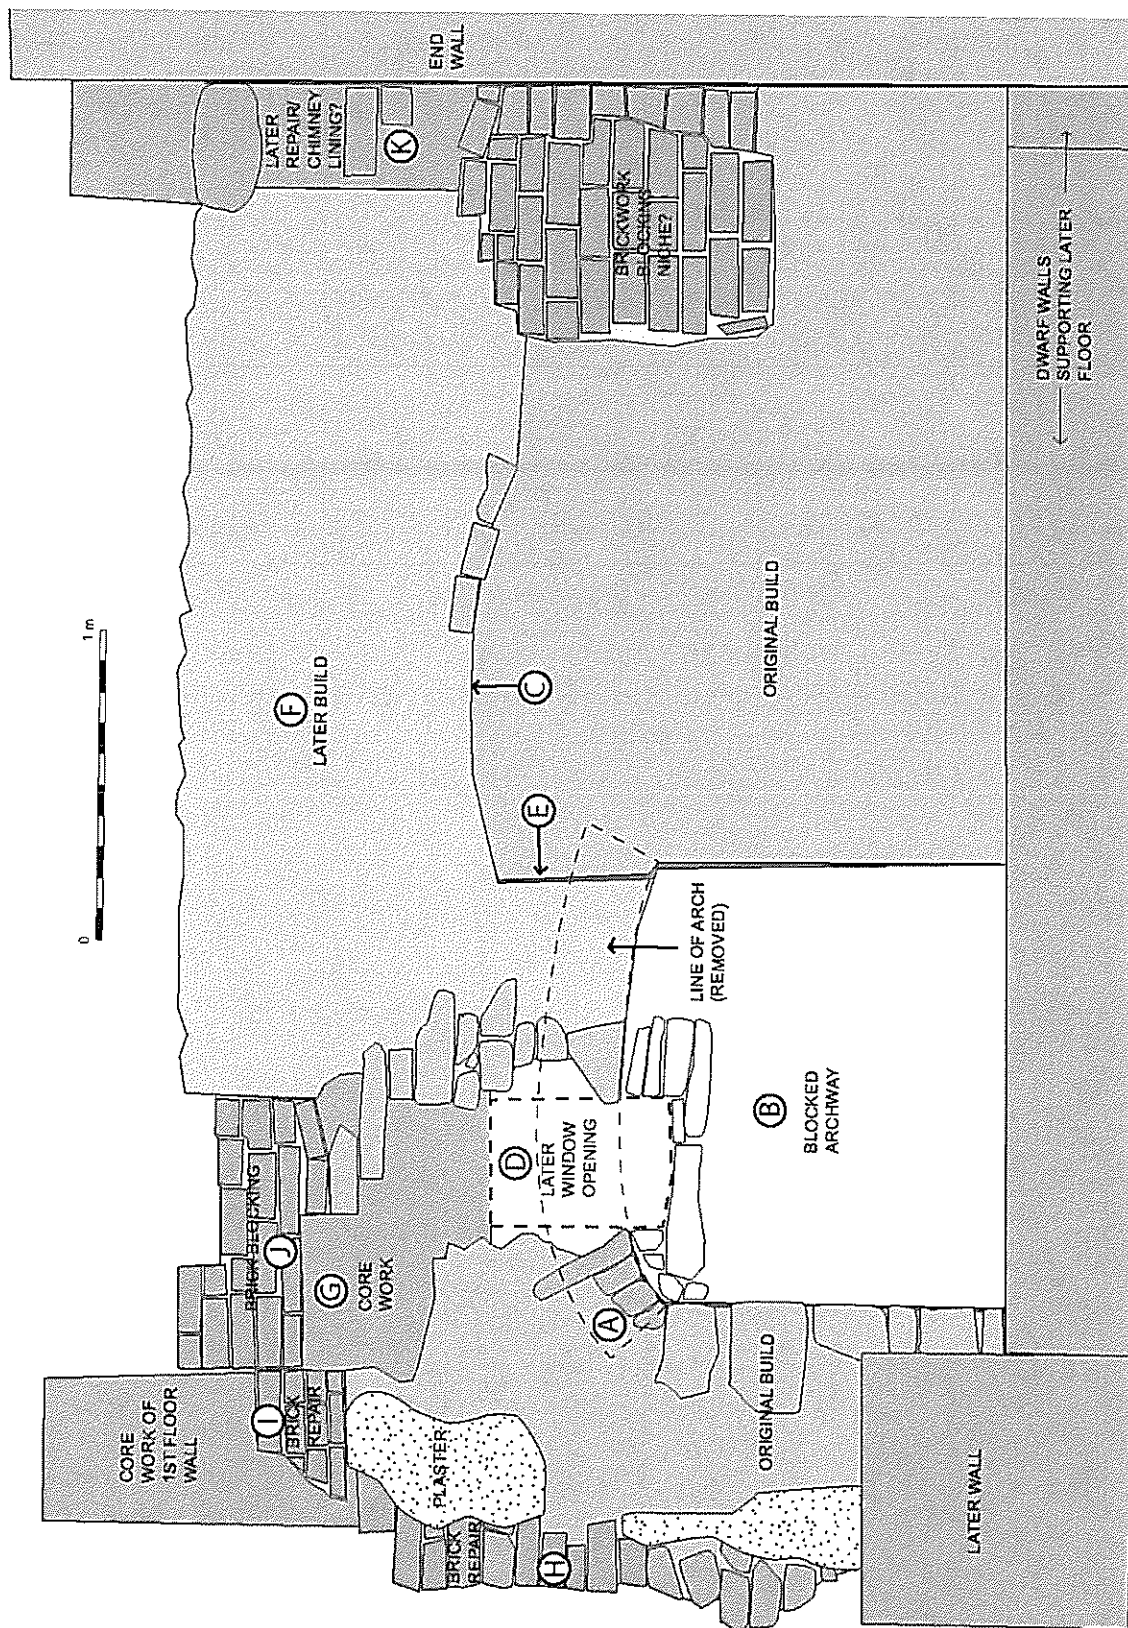 CORE
WORK OF
1ST FLOOR
WALL
0
1 m
LATER
REPAIR/
CHIMNEY
LINING?
END
WALL
I
BRICK
REPAIR
J
BRICK BLOCKING
G
CORE
WORK
F
LATER BUILD
K
PLASTER
BRICK
REPAIR
H
A
D
LATER
WINDOW
OPENING
E
C
BRICKWORK
BLOCKING
NICHE?
LINE OF ARCH
(REMOVED)
ORIGINAL BUILD
B
BLOCKED
ARCHWAY
ORIGINAL BUILD
LATER WALL
DWARF WALLS
SUPPORTING LATER
FLOOR